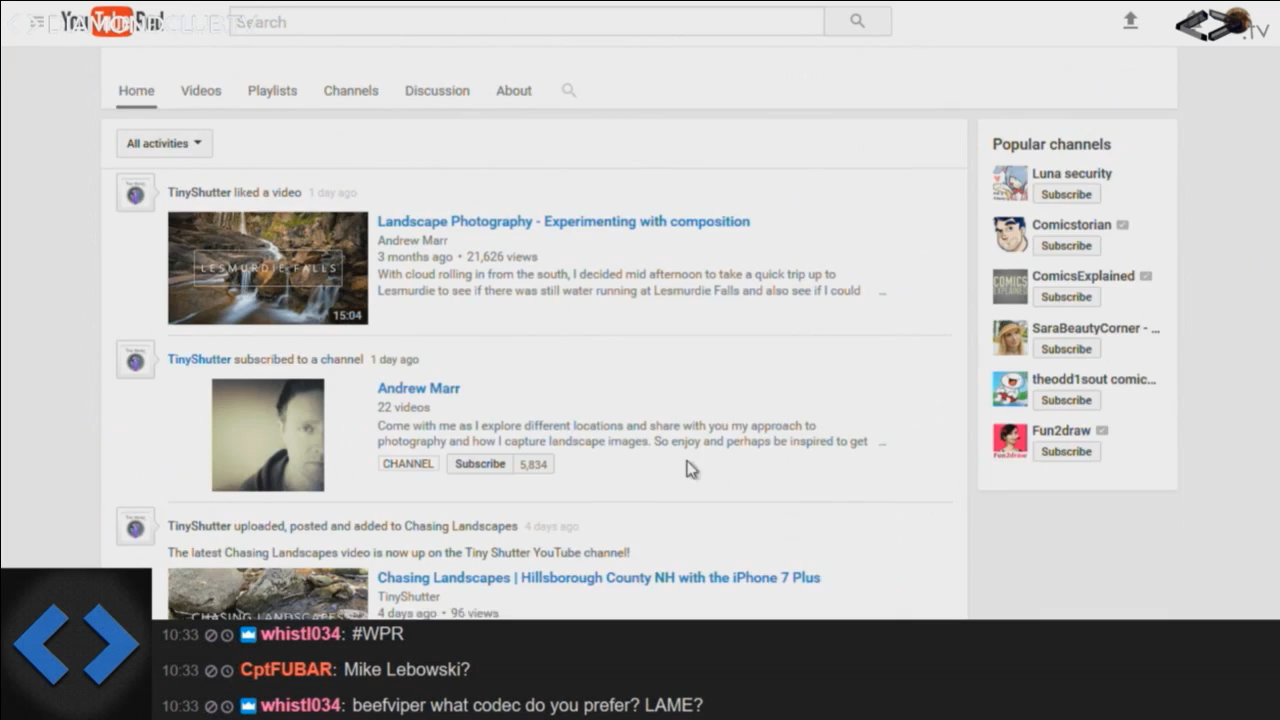 YouTube Red
DIAMONDCLUBTV
Search
.TV
Home Videos Playlists Channels Discussion About
All activities
TinyShutter liked a video 1 day ago
LESMURDIE FALLS
15:04
Landscape Photography - Experimenting with composition
Andrew Marr
3 months ago • 21,626 views
With cloud rolling in from the south, I decided mid afternoon to take a quick trip up to
Lesmurdie to see if there was still water running at Lesmurdie Falls and also see if I could ...
TinyShutter subscribed to a channel 1 day ago
Andrew Marr
22 videos
Come with me as I explore different locations and share with you my approach to
photography and how I capture landscape images. So enjoy and perhaps be inspired to get ...
CHANNEL Subscribe 5,834
TinyShutter uploaded, posted and added to Chasing Landscapes 4 days ago
The latest Chasing Landscapes video is now up on the Tiny Shutter YouTube channel!
CHASING LANDSCAPES
Chasing Landscapes | Hillsborough County NH with the iPhone 7 Plus
TinyShutter
4 days ago • 96 views
Popular channels
Luna security
Subscribe
Comicstorian
Subscribe
COMICS
EXPLAINED
ComicsExplained
Subscribe
SaraBeautyCorner - ...
Subscribe
theodd1sout comic...
Subscribe
Fun2draw
Fun2draw
Subscribe
10:33 whistl034: #WPR
10:33 CptFUBAR: Mike Lebowski?
10:33 whistl034: beefviper what codec do you prefer? LAME?